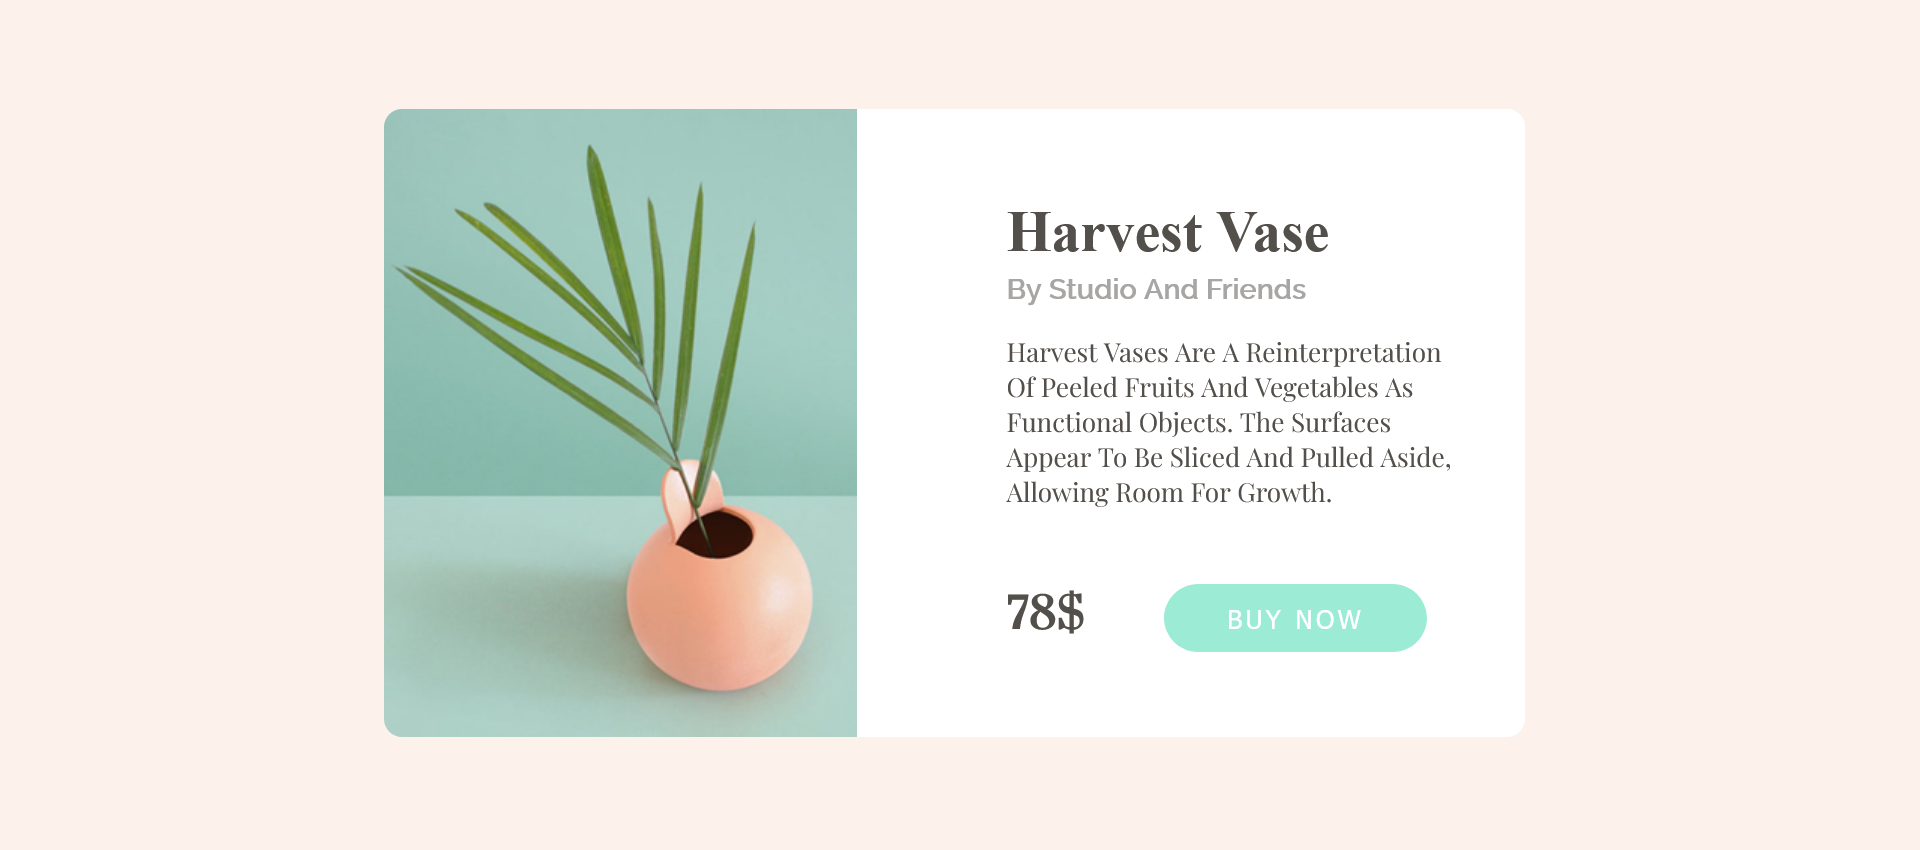 Harvest Vase
By Studio And Friends
Harvest Vases Are A Reinterpretation
Of Peeled Fruits And Vegetables As
Functional Objects. The Surfaces
Appear To Be Sliced And Pulled Aside,
Allowing Room For Growth.
78$
BUY NOW